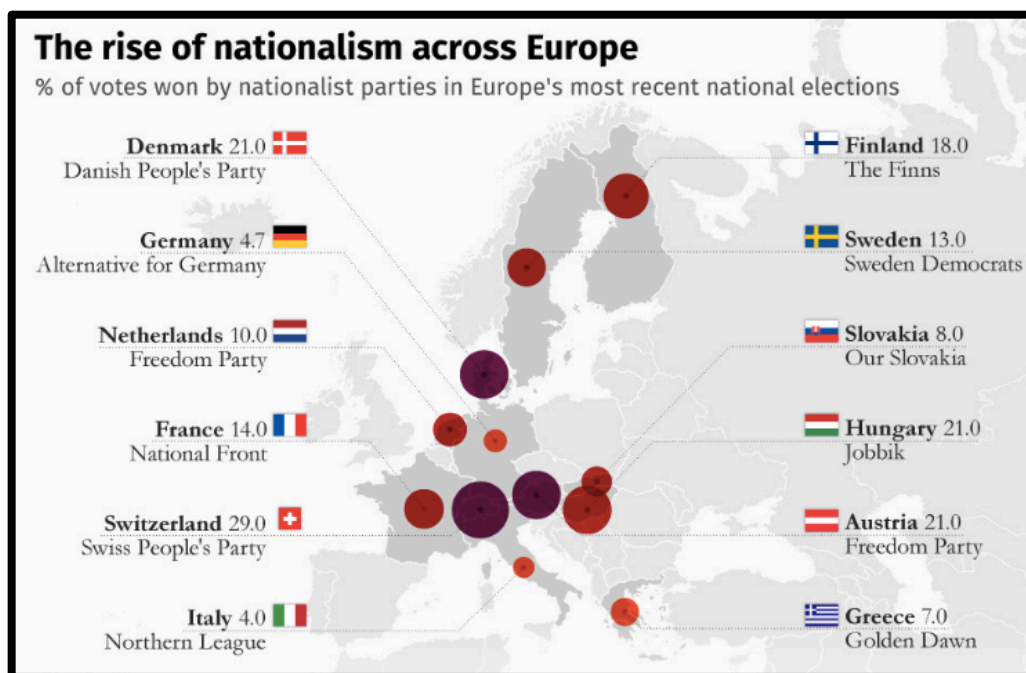 The rise of nationalism across Europe
% of votes won by nationalist parties in Europe's most recent national elections
Denmark 21.0
Danish People's Party
Germany 4.7
Alternative for Germany
Netherlands 10.0
Freedom Party
France 14.0
National Front
Switzerland 29.0
Swiss People's Party
Italy 4.0
Northern League
Finland 18.0
The Finns
Sweden 13.0
Sweden Democrats
Slovakia 8.0
Our Slovakia
Hungary 21.0
Jobbik
Austria 21.0
Freedom Party
Greece 7.0
Golden Dawn